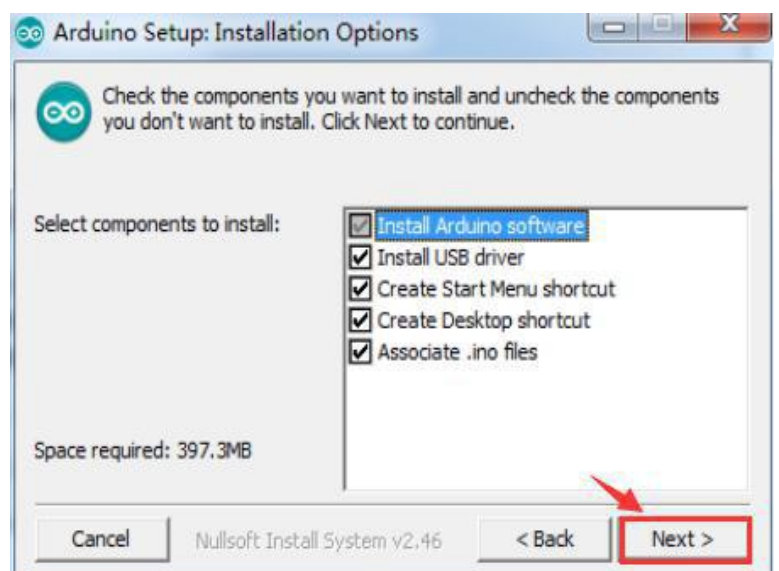 Arduino Setup: Installation Options
Check the components you want to install and uncheck the components
you don't want to install. Click Next to continue.
Select components to install:
Install Arduino software
Install USB driver
Create Start Menu shortcut
Create Desktop shortcut
Associate .ino files
Space required: 397.3MB
Cancel
Nullsoft Install System v2.46
< Back
Next >